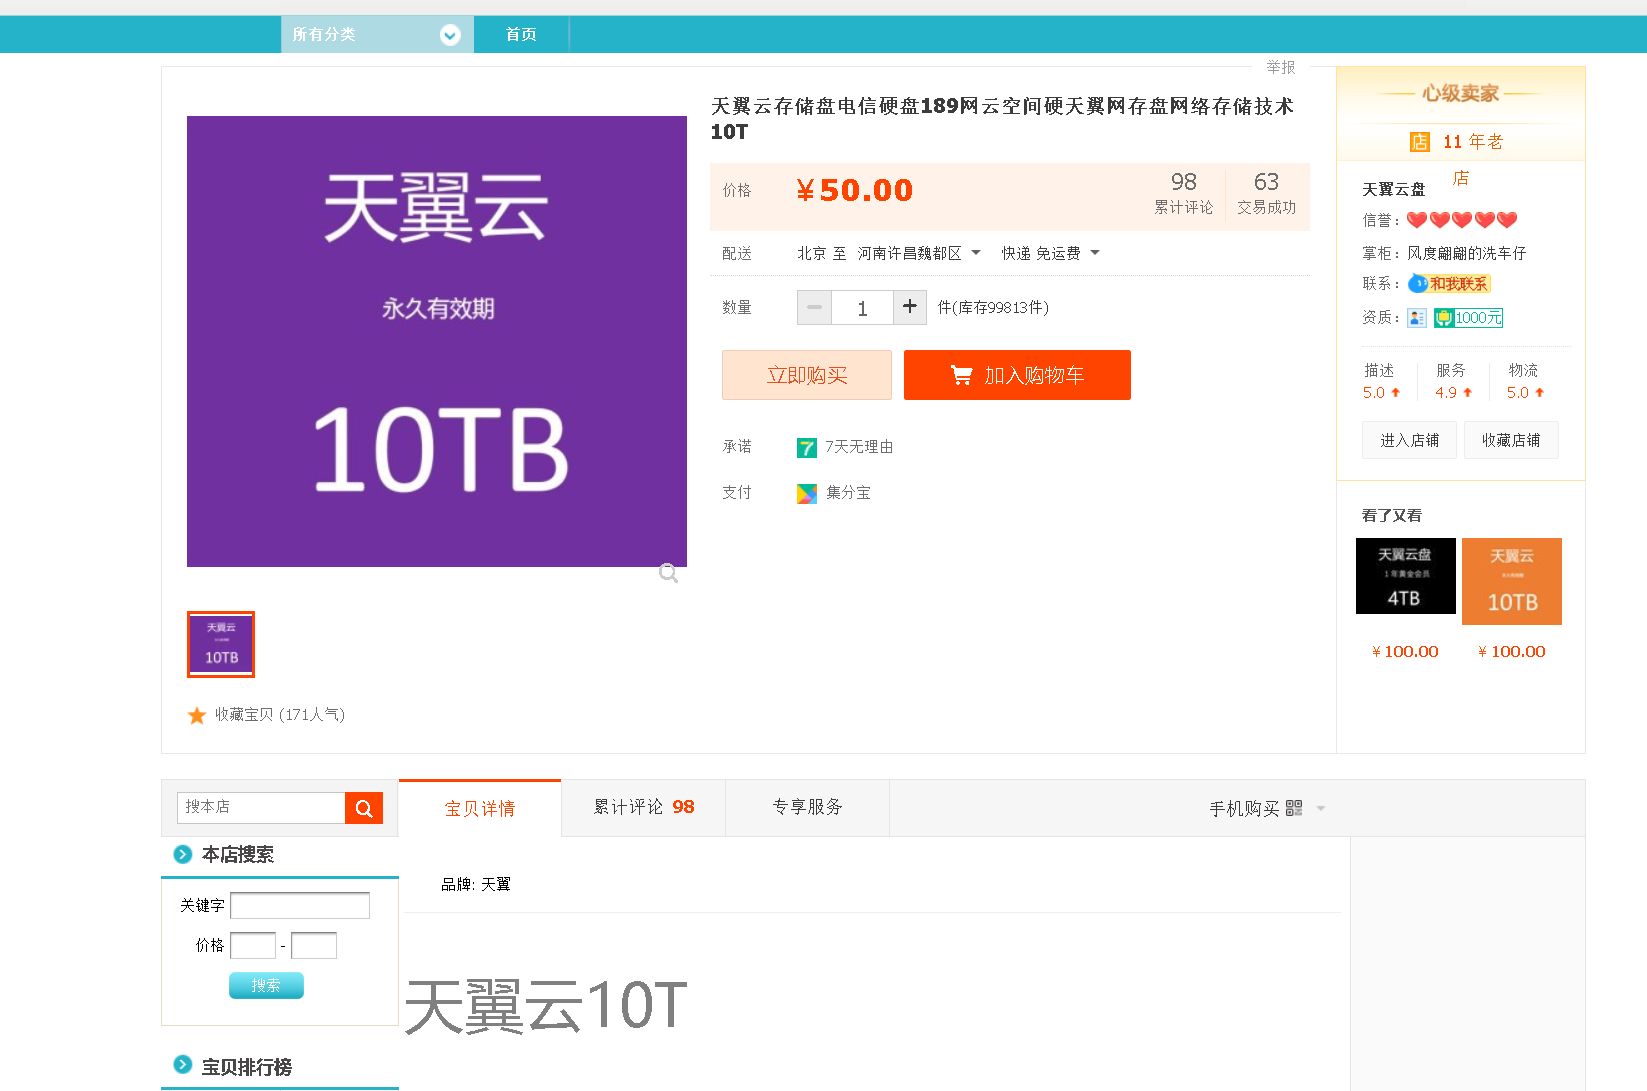 所有分类
首页
举报
天翼云存储盘电信硬盘189网云空间硬天翼网存盘网络存储技术
10T
价格
￥50.00
98
累计评论
63
交易成功
配送
北京 至 河南许昌魏都区
快递 免运费
数量
1
件(库存99813件)
立即购买
加入购物车
承诺
7天无理由
支付
集分宝
天翼云
永久有效期
10TB
天翼云
10TB
收藏宝贝 (171人气)
心级卖家
店 11 年老
店
天翼云盘
信誉：
掌柜：风度翩翩的洗车仔
联系：和我联系
资质：1000元
描述
5.0
服务
4.9
物流
5.0
进入店铺
收藏店铺
看了又看
天翼云盘
1年黄金会员
4TB
￥100.00
天翼云
10TB
￥100.00
搜本店
宝贝详情
累计评论 98
专享服务
手机购买
本店搜索
关键字
价格 -
搜索
宝贝排行榜
品牌: 天翼
天翼云10T